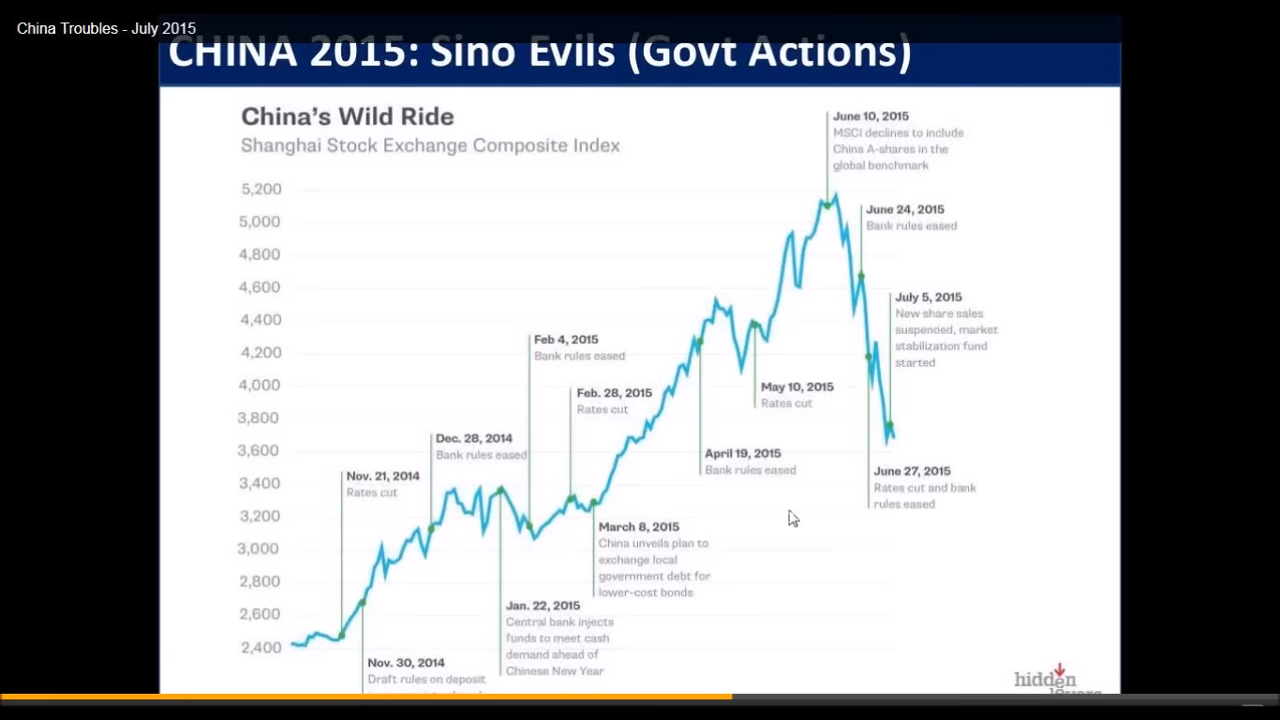 China Troubles - July 2015
CHINA 2015: Sino Evils (Govt Actions)
China's Wild Ride
Shanghai Stock Exchange Composite Index
5,200
5,000
4,800
4,600
4,400
4,200
4,000
3,800
3,600
3,400
3,200
3,000
2,800
2,600
2,400
Nov. 21, 2014
Rates cut
Nov. 30, 2014
Draft rules on deposit
Dec. 28, 2014
Bank rules eased
Jan. 22, 2015
Central bank injects
funds to meet cash
demand ahead of
Chinese New Year
Feb 4, 2015
Bank rules eased
Feb. 28, 2015
Rates cut
March 8, 2015
China unveils plan to
exchange local
government debt for
lower-cost bonds
April 19, 2015
Bank rules eased
May 10, 2015
Rates cut
June 10, 2015
MSCI declines to include
China A-shares in the
global benchmark
June 24, 2015
Bank rules eased
June 27, 2015
Rates cut and bank
rules eased
July 5, 2015
New share sales
suspended, market
stabilization fund
started
hidden
levers